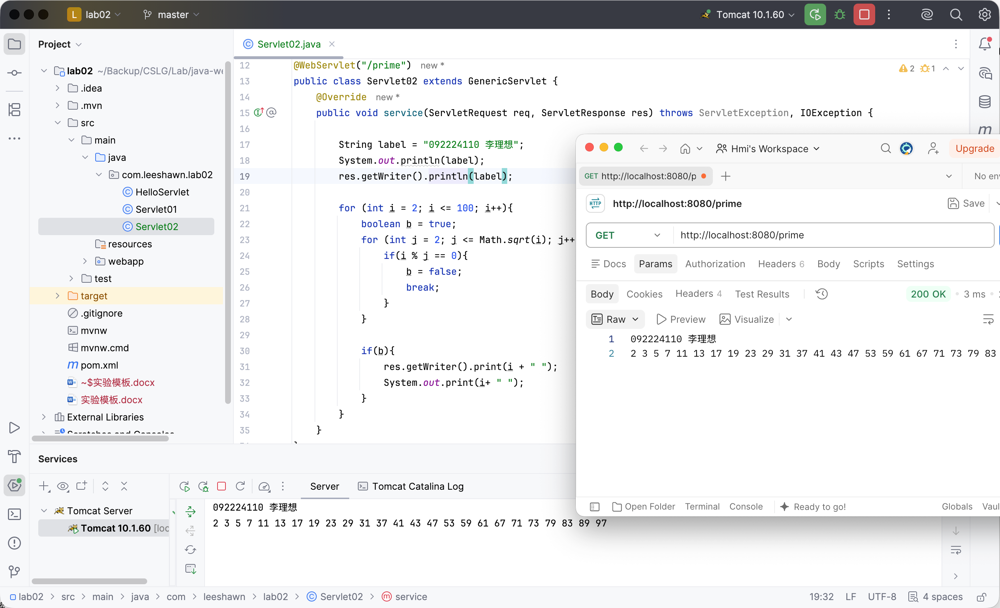 L lab02 master Tomcat 10.1.60
Project
lab02 ~/Backup/CSLG/Lab/java-we
.idea
.mvn
src
main
java
com.leeshawn.lab02
HelloServlet
Servlet01
Servlet02
resources
webapp
test
target
.gitignore
mvnw
mvnw.cmd
pom.xml
~$实验模板.docx
实验模板.docx
External Libraries
Scratches and Consoles
Servlet02.java
2 1
12 @WebServlet("/prime") new *
13 public class Servlet02 extends GenericServlet {
14 @Override new *
15 public void service(ServletRequest req, ServletResponse res) throws ServletException, IOException {
16
17 String label = "092224110 李理想";
18 System.out.println(label);
19 res.getWriter().println(label);
20
21 for (int i = 2; i <= 100; i++){
22 boolean b = true;
23 for (int j = 2; j <= Math.sqrt(i); j++
24 if(i % j == 0){
25 b = false;
26 break;
27 }
28 }
29
30 if(b){
31 res.getWriter().print(i + " ");
32 System.out.print(i+ " ");
33 }
34 }
35 }
Hmi's Workspace Upgrade
GET http://localhost:8080/p No en
HTTP http://localhost:8080/prime Save
GET http://localhost:8080/prime
Docs Params Authorization Headers 6 Body Scripts Settings
Body Cookies Headers 4 Test Results 200 OK 3 ms
Raw Preview Visualize
1 092224110 李理想
2 2 3 5 7 11 13 17 19 23 29 31 37 41 43 47 53 59 61 67 71 73 79 83
Open Folder Terminal Console Ready to go! Globals Vaul
Services
Server Tomcat Catalina Log
Tomcat Server
Tomcat 10.1.60 [loc
092224110 李理想
2 3 5 7 11 13 17 19 23 29 31 37 41 43 47 53 59 61 67 71 73 79 83 89 97
lab02 > src > main > java > com > leeshawn > lab02 > Servlet02 > service 19:32 LF UTF-8 4 spaces